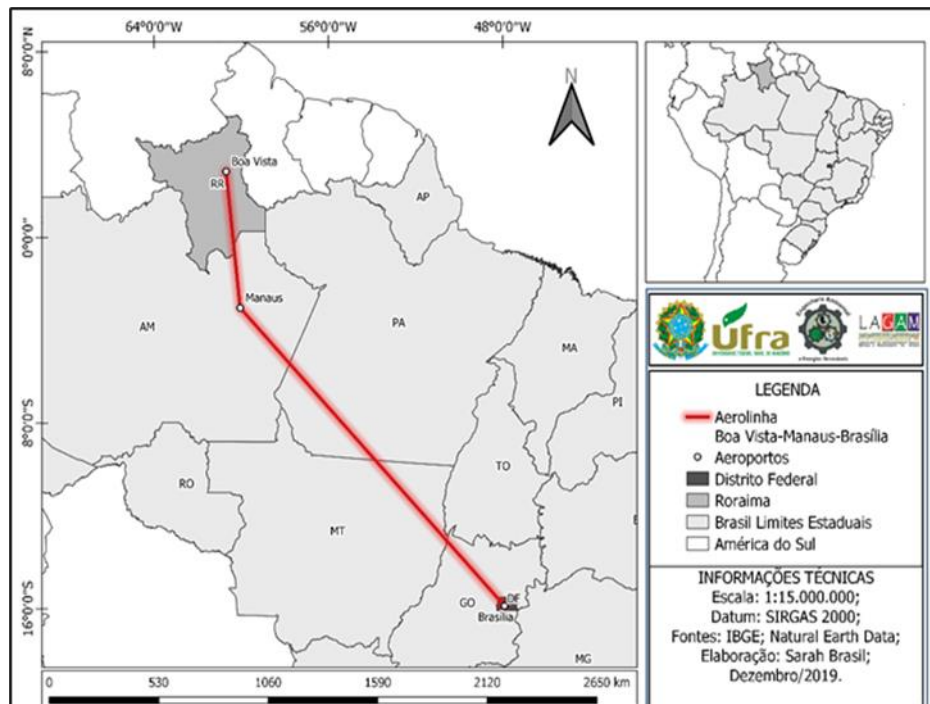 64°0'0"W 56°0'0"W 48°0'0"W
8°0'0"N
0°0'0"
8°0'0"S
16°0'0"S
N
Boa Vista
RR
AP
Manaus
AM
PA
MA
PI
TO
RO
MT
GO
DF
Brasília
MG
0 530 1060 1590 2120 2650 km
Ufra
LAGAM
LEGENDA
Aerolinha
Boa Vista-Manaus-Brasília
Aeroportos
Distrito Federal
Roraima
Brasil Limites Estaduais
América do Sul
INFORMAÇÕES TÉCNICAS
Escala: 1:15.000.000;
Datum: SIRGAS 2000;
Fontes: IBGE; Natural Earth Data;
Elaboração: Sarah Brasil;
Dezembro/2019.